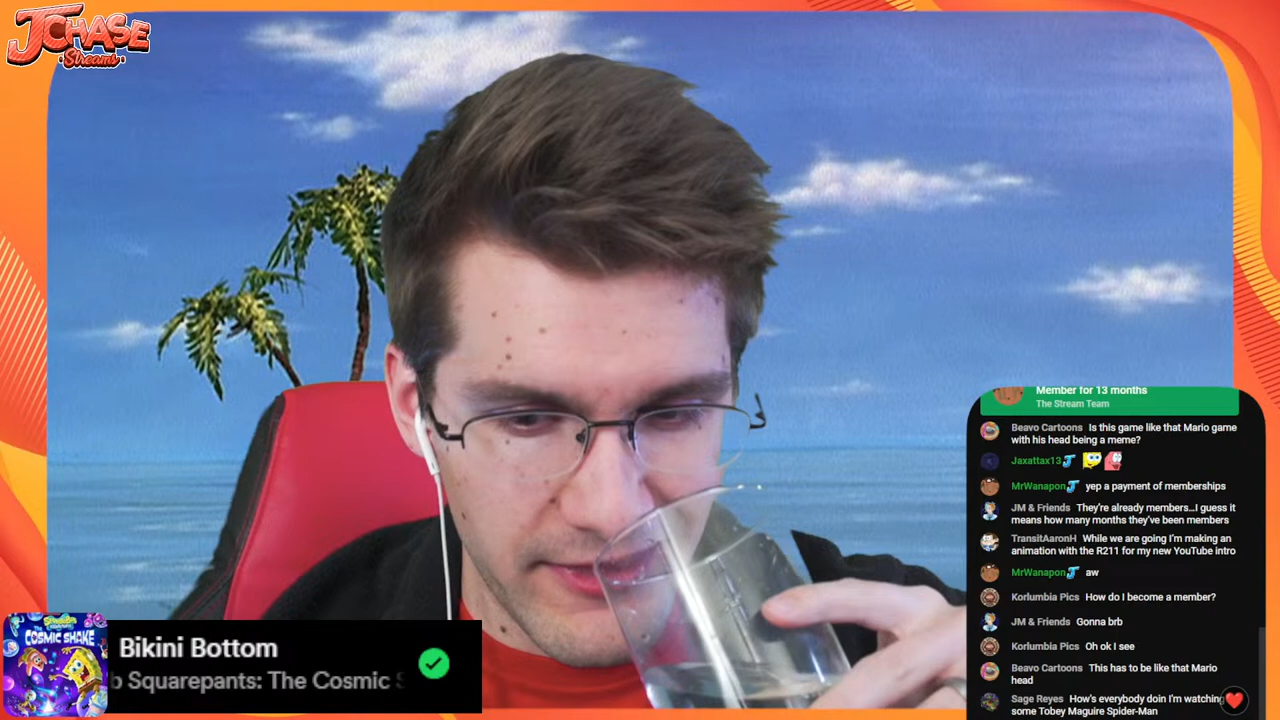 JCHASE
Streams
Member for 13 months
The Stream Team
Beavo Cartoons Is this game like that Mario game
with his head being a meme?
Jaxattax13
MrWanapon yep a payment of memberships
JM & Friends They're already members...I guess it
means how many months they've been members
TransitAaronH While we are going I'm making an
animation with the R211 for my new YouTube intro
MrWanapon aw
Korlumbia Pics How do I become a member?
JM & Friends Gonna brb
Korlumbia Pics Oh ok I see
Beavo Cartoons This has to be like that Mario
head
Sage Reyes How's everybody doin I'm watching
some Tobey Maguire Spider-Man
COSMIC SHAKE
Bikini Bottom
b Squarepants: The Cosmic S